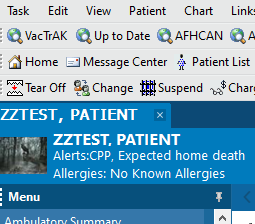 Task Edit View Patient Chart Links
VacTrAK Up to Date AFHCAN
Home Message Center Patient List
Tear Off Change Suspend Charg
ZZTEST, PATIENT ×
ZZTEST, PATIENT
Alerts:CPP, Expected home death
Allergies: No Known Allergies
Menu
Ambulatory Summary